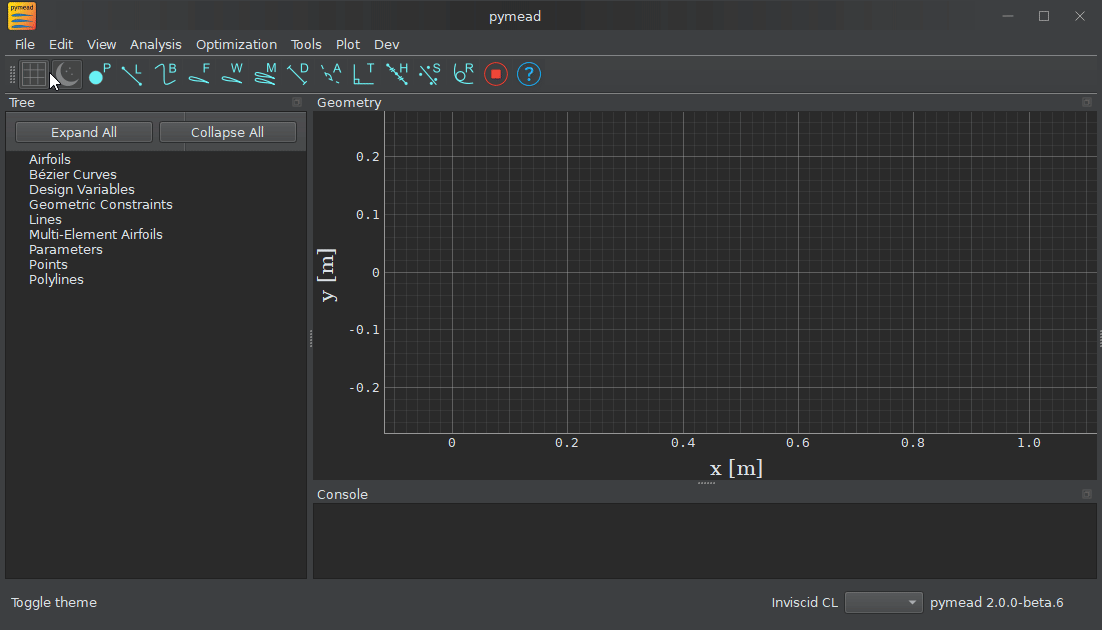 pymead
pymead
File Edit View Analysis Optimization Tools Plot Dev
P L B F W M D A T H S R ?
Tree
Geometry
Expand All Collapse All
Airfoils
Bézier Curves
Design Variables
Geometric Constraints
Lines
Multi-Element Airfoils
Parameters
Points
Polylines
0.2
0.1
0
-0.1
-0.2
y [m]
0 0.2 0.4 0.6 0.8 1.0
x [m]
Console
Toggle theme
Inviscid CL
pymead 2.0.0-beta.6